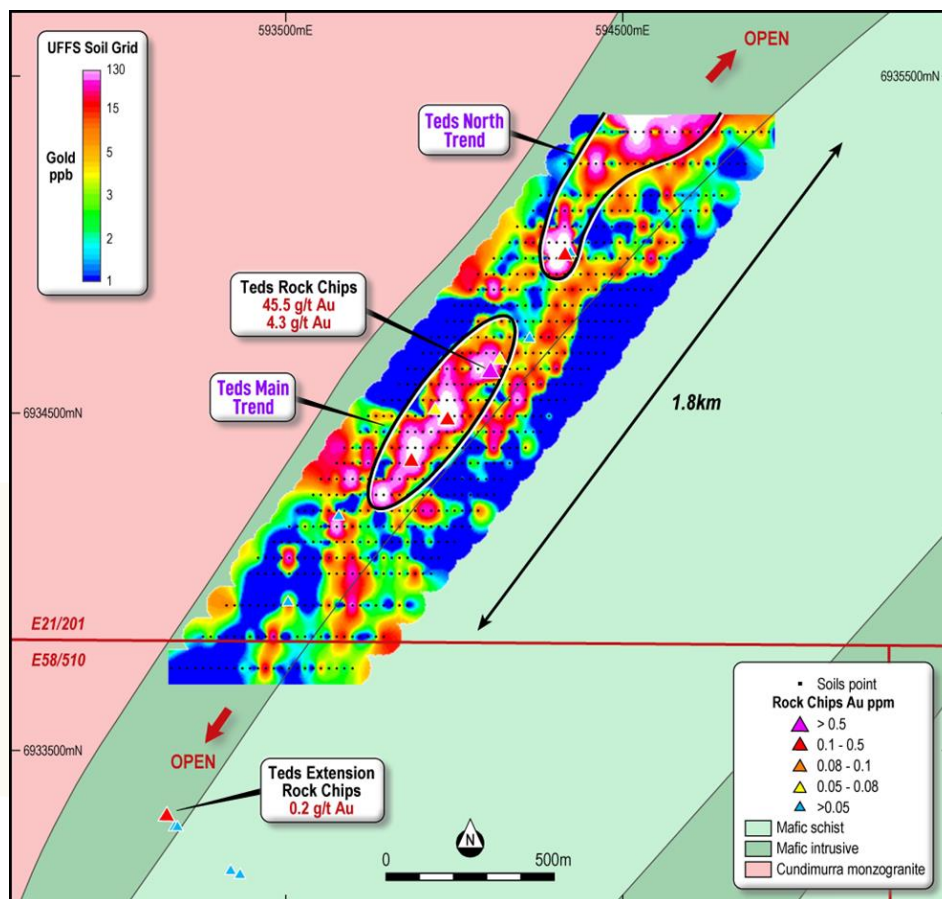 593500mE
594500mE
6935500mN
UFFS Soil Grid
Gold
ppb
130
15
5
3
2
1
OPEN
Teds North
Trend
Teds Rock Chips
45.5 g/t Au
4.3 g/t Au
Teds Main
Trend
6934500mN
1.8km
E21/201
E58/510
6933500mN
OPEN
Teds Extension
Rock Chips
0.2 g/t Au
N
0
500m
Soils point
Rock Chips Au ppm
> 0.5
0.1 - 0.5
0.08 - 0.1
0.05 - 0.08
>0.05
Mafic schist
Mafic intrusive
Cundimurra monzogranite